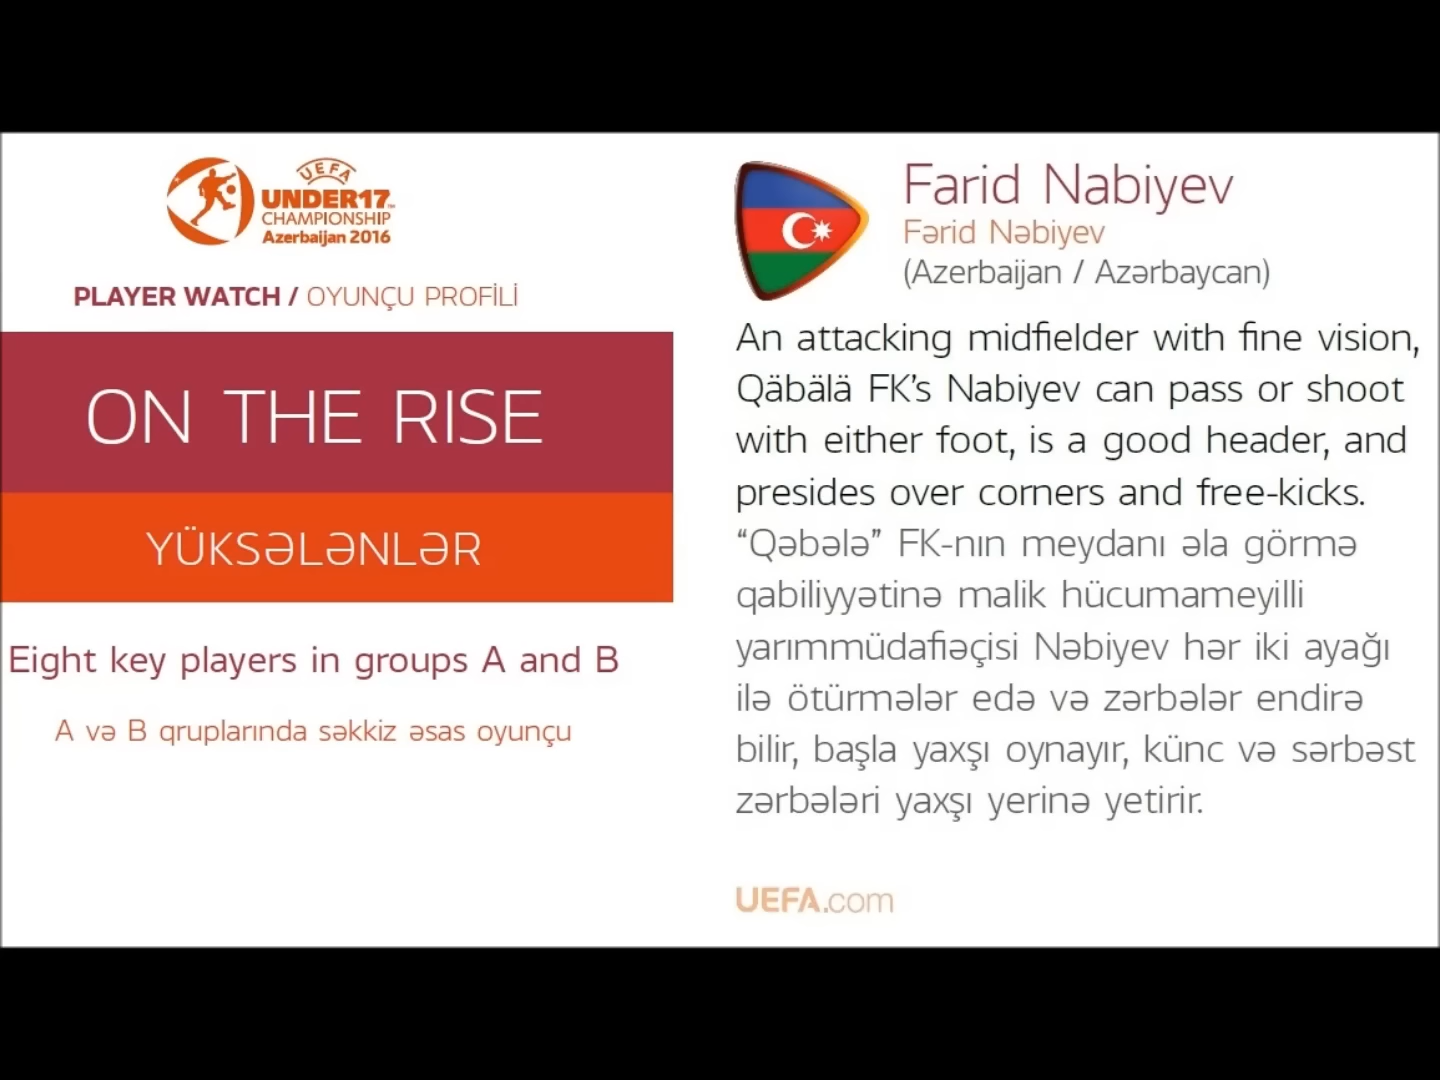 UEFA
UNDER17™
CHAMPIONSHIP
Azerbaijan 2016
PLAYER WATCH / OYUNÇU PROFİLİ
ON THE RISE
YÜKSƏLƏNLƏR
Eight key players in groups A and B
A və B qruplarında səkkiz əsas oyunçu
Farid Nabiyev
Fərid Nəbiyev
(Azerbaijan / Azərbaycan)
An attacking midfielder with fine vision,
Qäbälä FK’s Nabiyev can pass or shoot
with either foot, is a good header, and
presides over corners and free-kicks.
“Qəbələ” FK-nın meydanı əla görmə
qabiliyyətinə malik hücumameyilli
yarımmüdafiəçisi Nəbiyev hər iki ayağı
ilə ötürmələr edə və zərbələr endirə
bilir, başla yaxşı oynayır, künc və sərbəst
zərbələri yaxşı yerinə yetirir.
UEFA.com